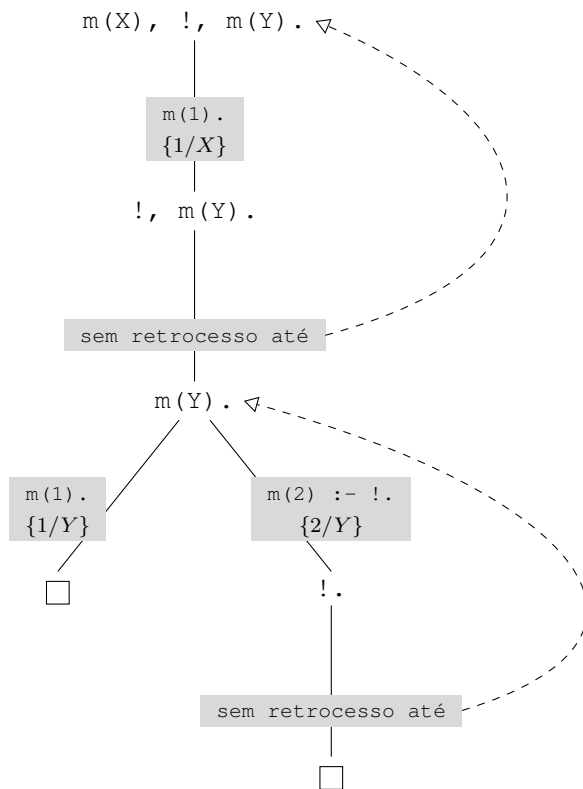 m(X), !, m(Y).
m(1).
{1/X}
!, m(Y).
sem retrocesso até
m(Y).
m(1).
{1/Y}
m(2) :- !.
{2/Y}
!.
sem retrocesso até